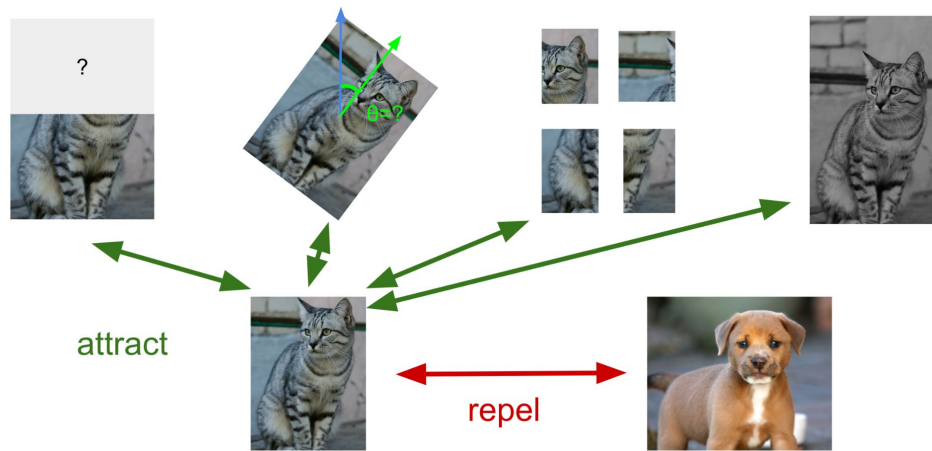 ?
θ=?
attract
repel